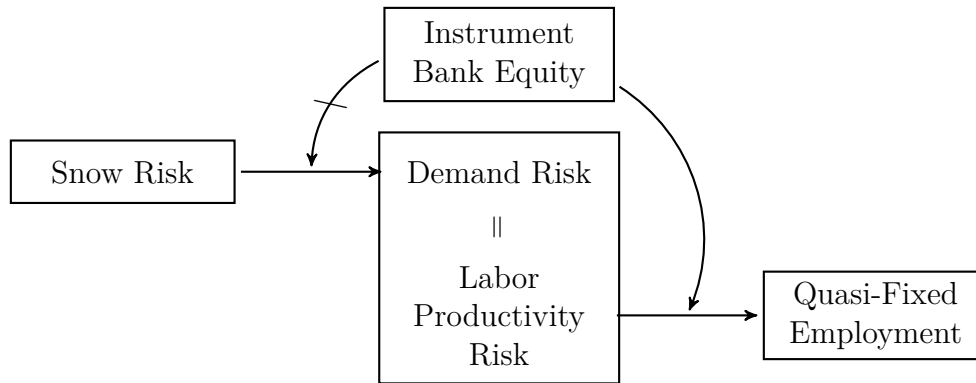 Instrument
Bank Equity
Snow Risk
Demand Risk
=
Labor
Productivity
Risk
Quasi-Fixed
Employment